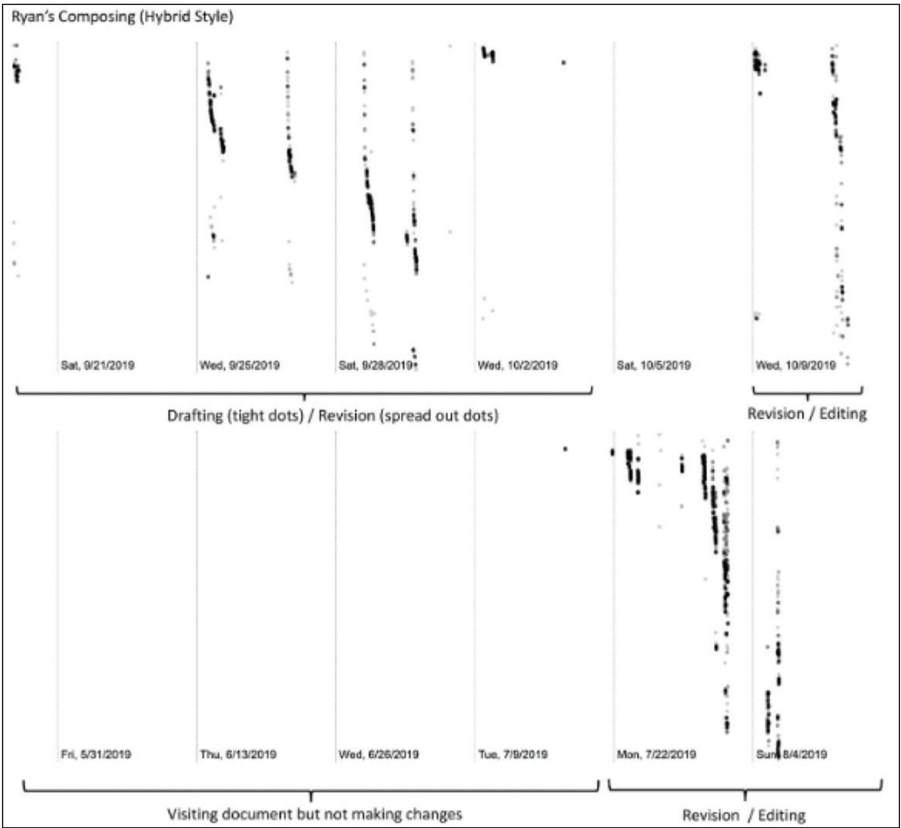 Ryan's Composing (Hybrid Style)
Sat, 9/21/2019 Wed, 9/25/2019 Sat, 9/28/2019 Wed, 10/2/2019 Sat, 10/5/2019 Wed, 10/9/2019
Drafting (tight dots) / Revision (spread out dots) Revision / Editing
Fri, 5/31/2019 Thu, 6/13/2019 Wed, 6/26/2019 Tue, 7/9/2019 Mon, 7/22/2019 Sun, 8/4/2019
Visiting document but not making changes Revision / Editing